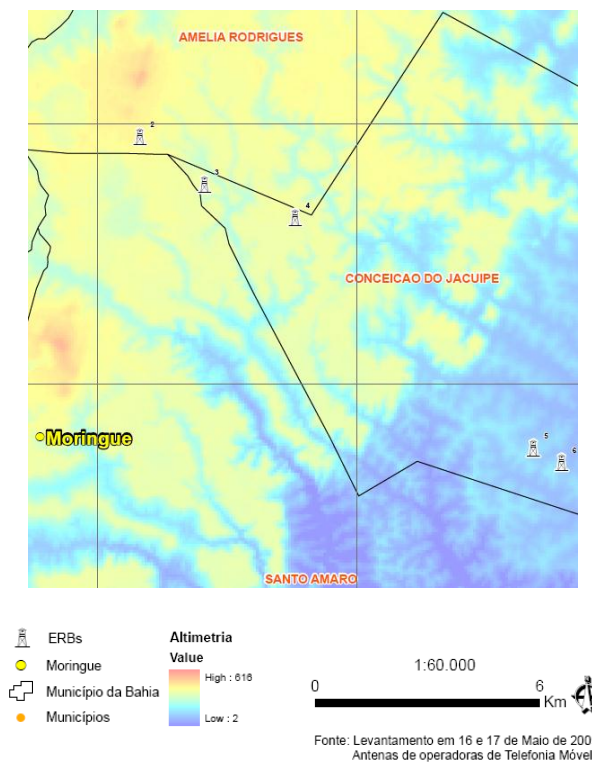 AMELIA RODRIGUES
2
3
4
CONCEICAO DO JACUIPE
5
6
Moringue
SANTO AMARO
ERBs
Moringue
Município da Bahia
Municípios
Altimetria
Value
High : 616
Low : 2
1:60.000
0 6
Km
Fonte: Levantamento em 16 e 17 de Maio de 200
Antenas de operadoras de Telefonia Móvel